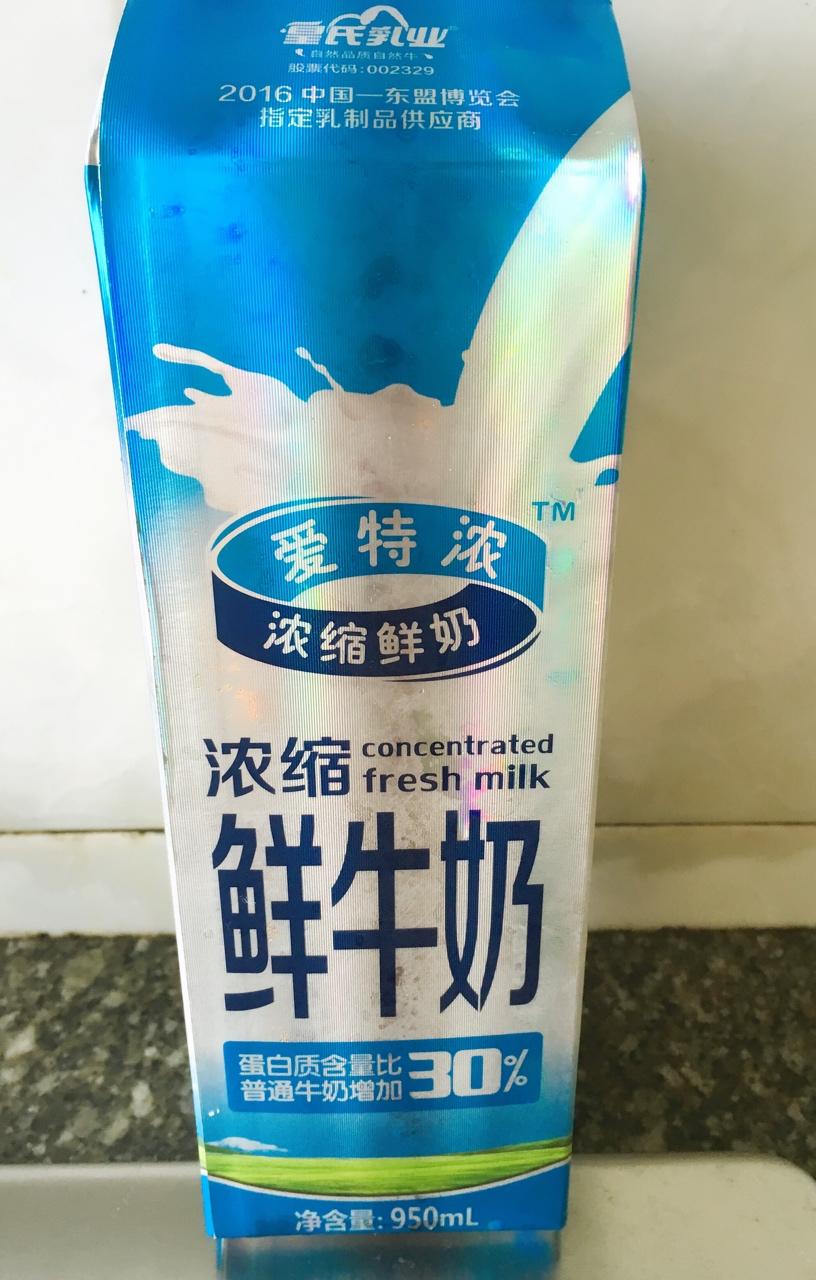 皇氏乳业
自然品质自然牛
股票代码:002329
2016 中国—东盟博览会
指定乳制品供应商
TM
爱特浓
浓缩鲜奶
浓缩 concentrated
fresh milk
鲜牛奶
蛋白质含量比
普通牛奶增加 30%
净含量: 950mL